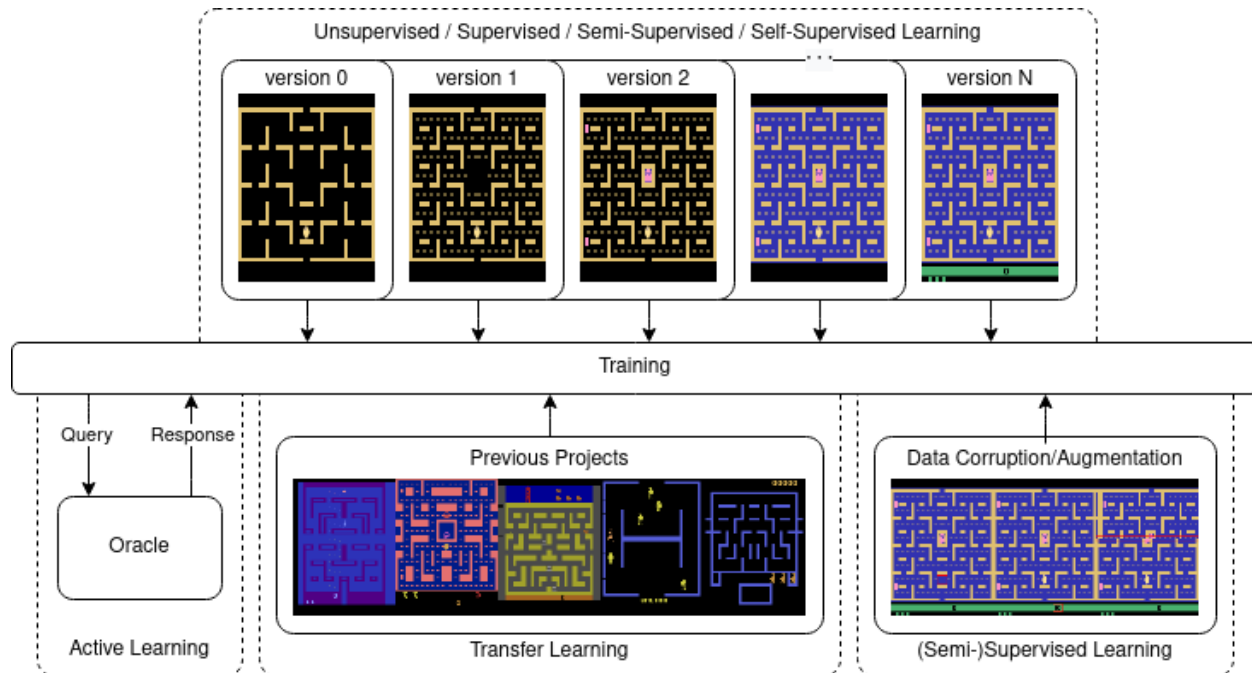 Unsupervised / Supervised / Semi-Supervised / Self-Supervised Learning
...
version 0
version 1
version 2
version N
Training
Query
Response
Oracle
Active Learning
Previous Projects
Transfer Learning
Data Corruption/Augmentation
(Semi-)Supervised Learning